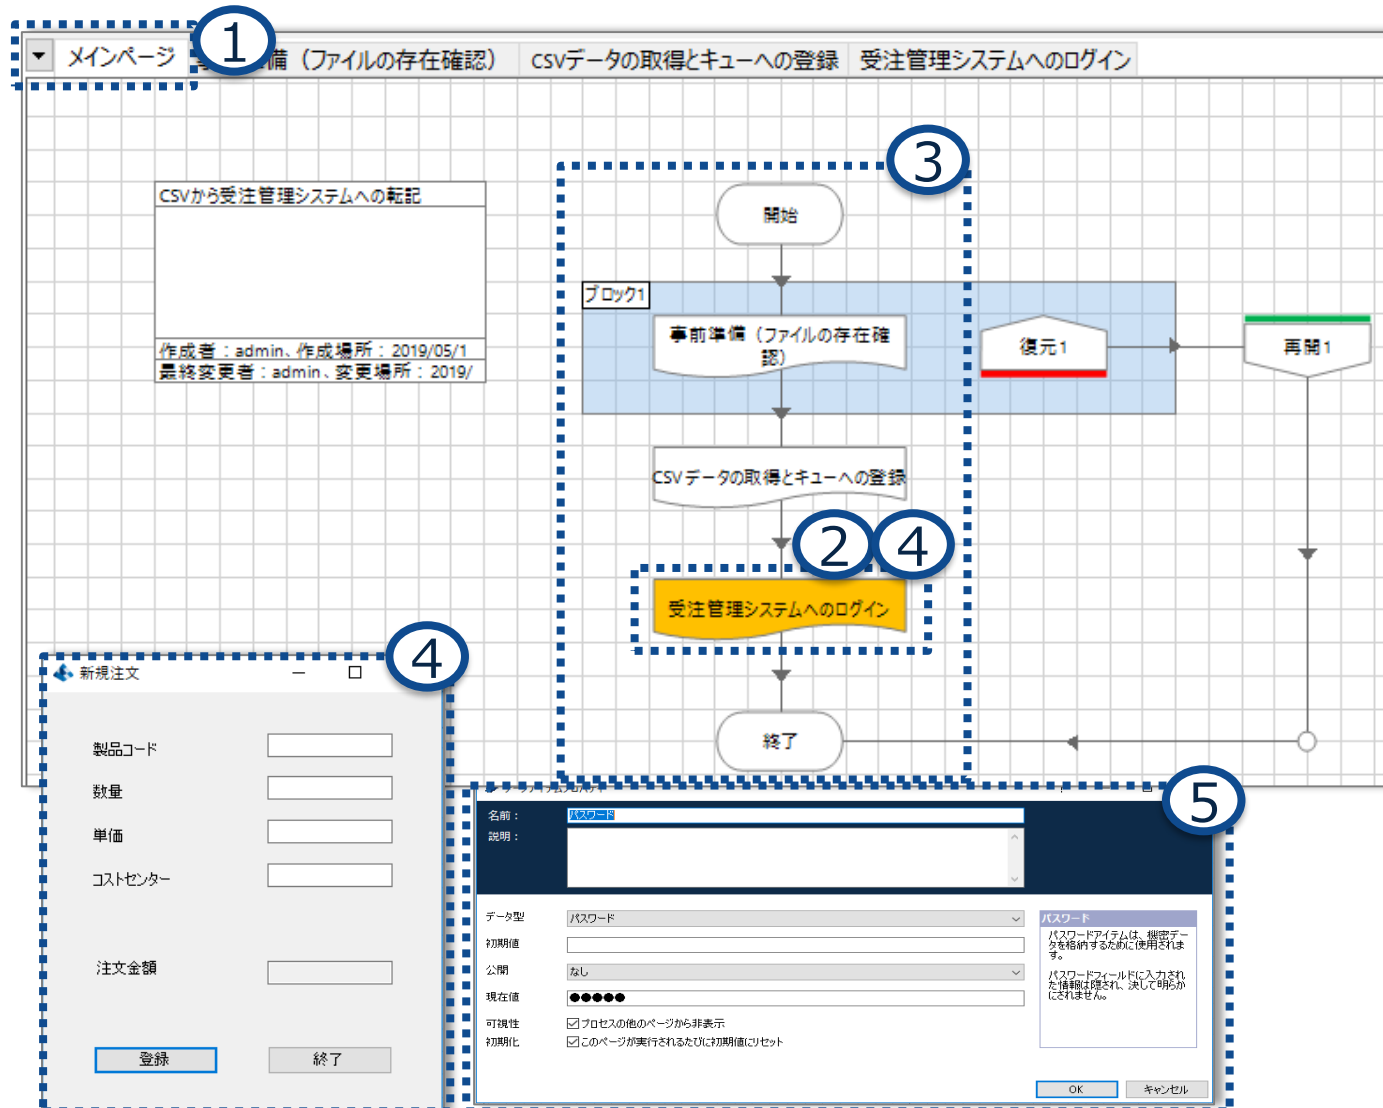 1
メインページ
備（ファイルの存在確認）
CSVデータの取得とキューへの登録
受注管理システムへのログイン
3
CSVから受注管理システムへの転記
作成者：admin、作成場所：2019/05/1
最終変更者：admin、変更場所：2019/
開始
ブロック1
事前準備（ファイルの存在確
認）
復元1
再開1
CSVデータの取得とキューへの登録
2
4
受注管理システムへのログイン
終了
4
新規注文
製品コード
数量
単価
コストセンター
注文金額
登録
終了
5
名前：
パスワード
説明：
データ型
パスワード
初期値
公開
なし
現在値
●●●●●
可視性
プロセスの他のページから非表示
初期化
このページが実行されるたびに初期値にリセット
パスワード
パスワードアイテムは、機密デー
タを格納するために使用されま
す。
パスワードフィールドに入力され
た情報は隠され、決して明らか
にされません。
OK
キャンセル